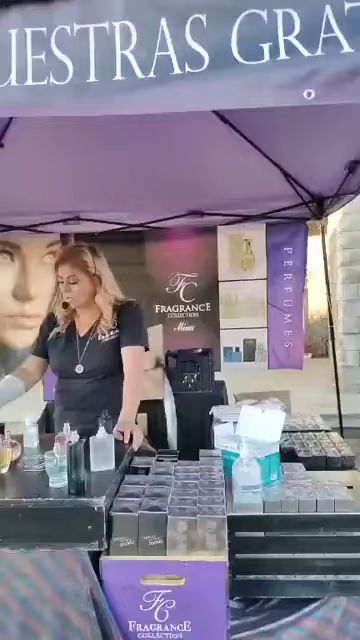 UESTRAS GRAT
FC
FRAGRANCE
COLLECTION
PERFUMES
FC
FRAGRANCE
COLLECTION